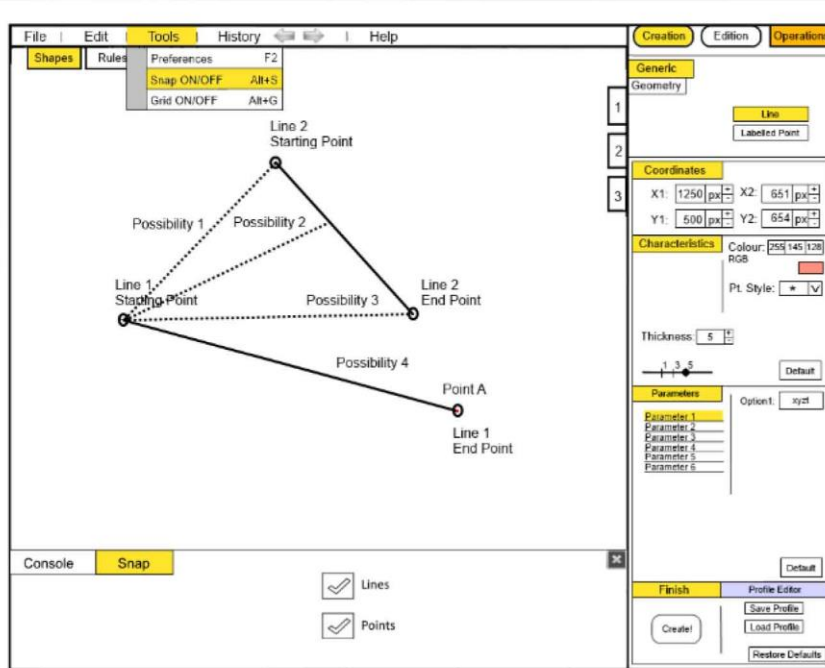 File | Edit | Tools | History | Help
Shapes Rules
Preferences F2
Snap ON/OFF Alt+S
Grid ON/OFF Alt+G
1
2
3
Line 2
Starting Point
Possibility 1
Possibility 2
Line 1
Starting Point
Possibility 3
Line 2
End Point
Possibility 4
Point A
Line 1
End Point
Console Snap
Lines
Points
Creation Edition Operations
Generic
Geometry
Line
Labelled Point
Coordinates
X1: 1250 px + - X2: 651 px + -
Y1: 500 px + - Y2: 654 px + -
Characteristics Colour: 255 145 128
RGB
Pt. Style: * V
Thickness: 5 + -
1 3 5
Default
Parameters
Option1: xyzt
Parameter 1
Parameter 2
Parameter 3
Parameter 4
Parameter 5
Parameter 6
Default
Finish Profile Editor
Create!
Save Profile
Load Profile
Restore Defaults